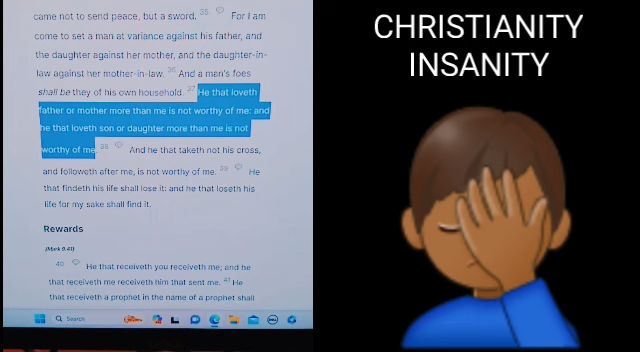 came not to send peace, but a sword. 35 For I am
come to set a man at variance against his father, and
the daughter against her mother, and the daughter-in-
law against her mother-in-law. 36 And a man's foes
shall be they of his own household. 37 He that loveth
father or mother more than me is not worthy of me: and
he that loveth son or daughter more than me is not
worthy of me 38 And he that taketh not his cross,
and followeth after me, is not worthy of me. 39 He
that findeth his life shall lose it: and he that loseth his
life for my sake shall find it.
Rewards
(Mark 9.41)
40 He that receiveth you receiveth me; and he
that receiveth me receiveth him that sent me. 41 He
that receiveth a prophet in the name of a prophet shall
Search
CHRISTIANITY
INSANITY